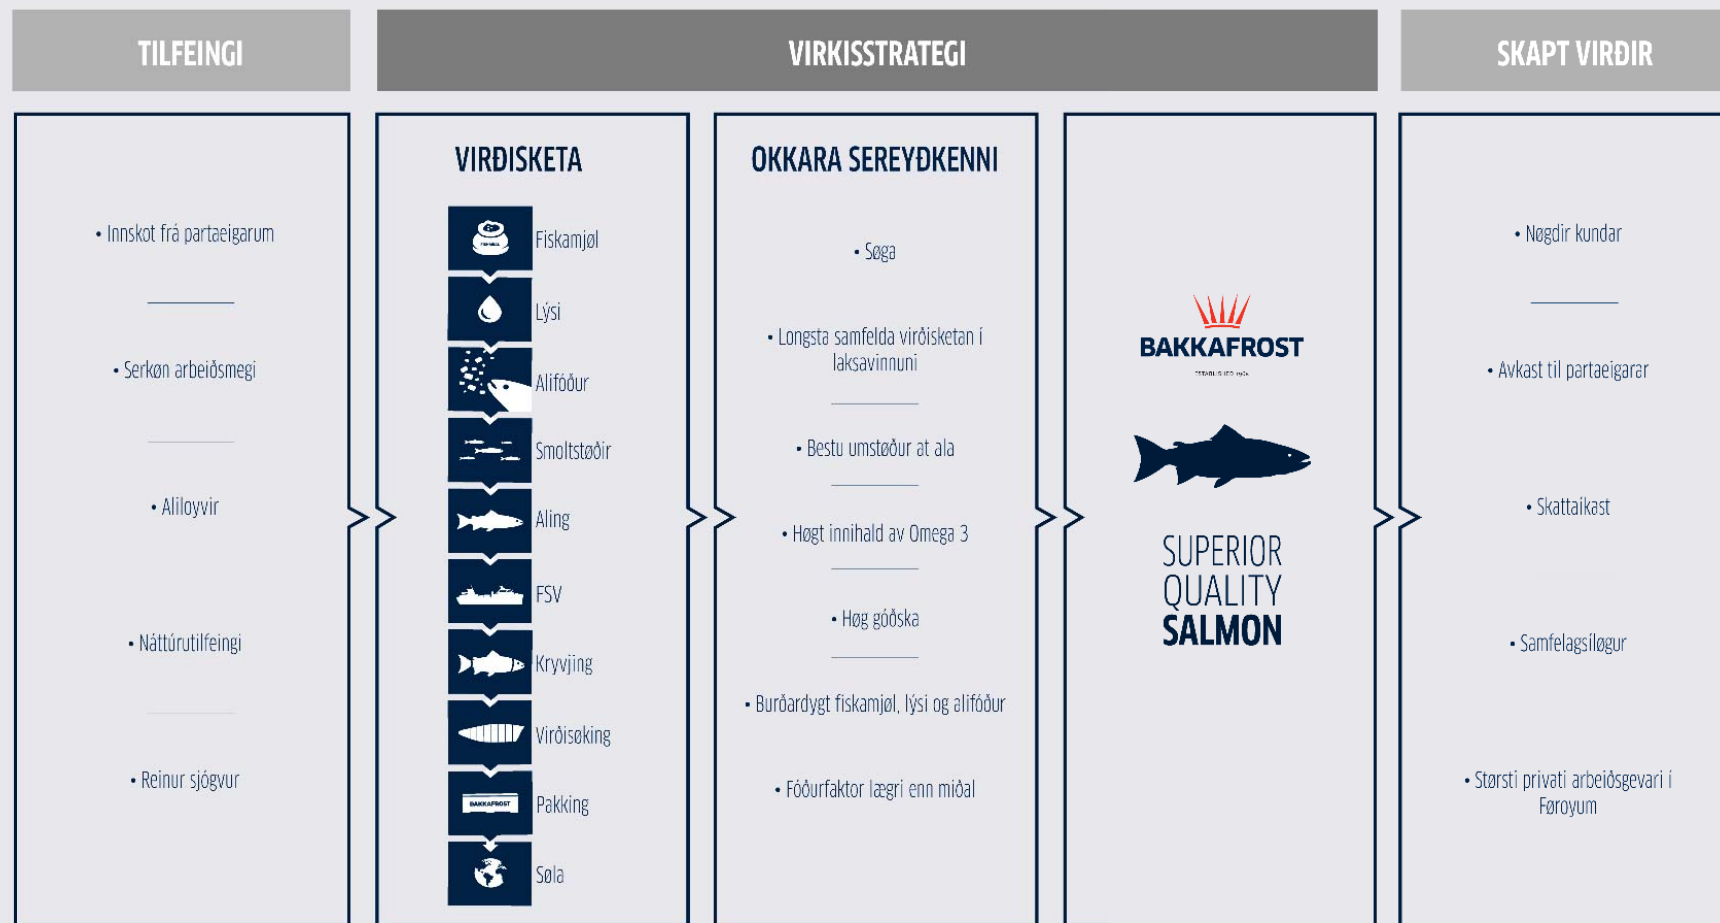 TILFEINGI
VIRKISSTRATEGI
SKAPT VIRÐIR
• Innskot frá partaeigarum
• Serkøn arbeiðsmegi
• Aliloyvir
• Náttúrutilfeingi
• Reinur sjógvur
VIRÐISKETA
Fiskamjøl
Lýsi
Alifóður
Smoltstøðir
Aling
FSV
Kryvjing
Virðisøking
BAKKAFROST
Pakking
Søla
OKKARA SEREYÐKENNI
• Søga
• Longsta samfelda virðisketan í
laksavinnuni
• Bestu umstøður at ala
• Høgt innihald av Omega 3
• Høg góðska
• Burðardygt fiskamjøl, lýsi og alifóður
• Fóðurfaktor lægri enn miðal
BAKKAFROST
SUPERIOR
QUALITY
SALMON
• Nøgdir kundar
• Avkast til partaeigarar
• Skattaikast
• Samfelagsiløgur
• Størsti privati arbeiðsgevari í
Føroyum